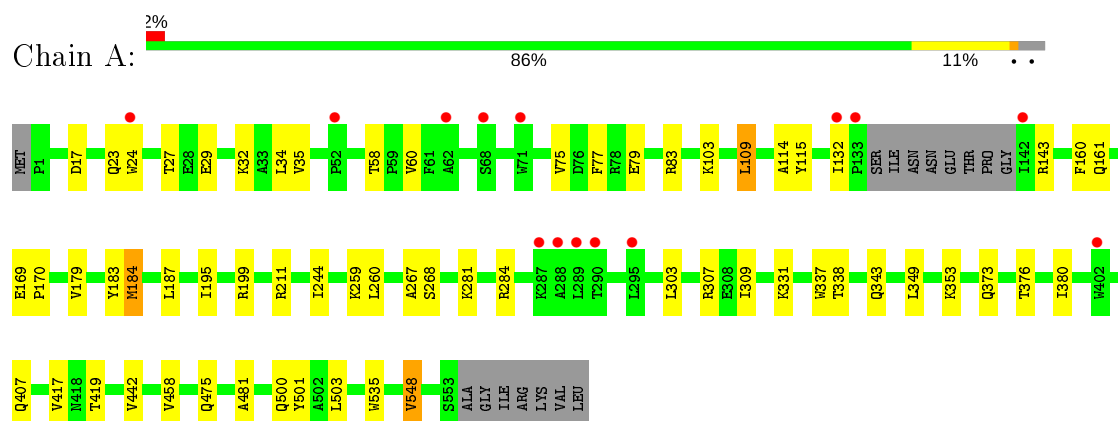 2%
Chain A:
86% 11% • •
MET P1 D17 Q23 W24 T27 E28 E29 K32 A33 L34 V35 P52 T58 P59 V60 F61 A62 S68 W71 V75 D76 F77 R78 E79 R83 K103 L109 A114 Y115 I132 P133 SER ILE ASN ASN GLU THR PRO GLY I142 R143 F160 Q161
E169 P170 V179 Y183 M184 L187 I195 R199 R211 I244 K259 L260 A267 S268 K281 R284 K287 A288 L289 T290 L295 L303 R307 E308 I309 K331 W337 T338 Q343 L349 K353 Q373 T376 I380 W402
Q407 V417 N418 T419 V442 V458 Q475 A481 Q500 Y501 A502 L503 W535 V548 S553 ALA GLY ILE ARG LYS VAL LEU